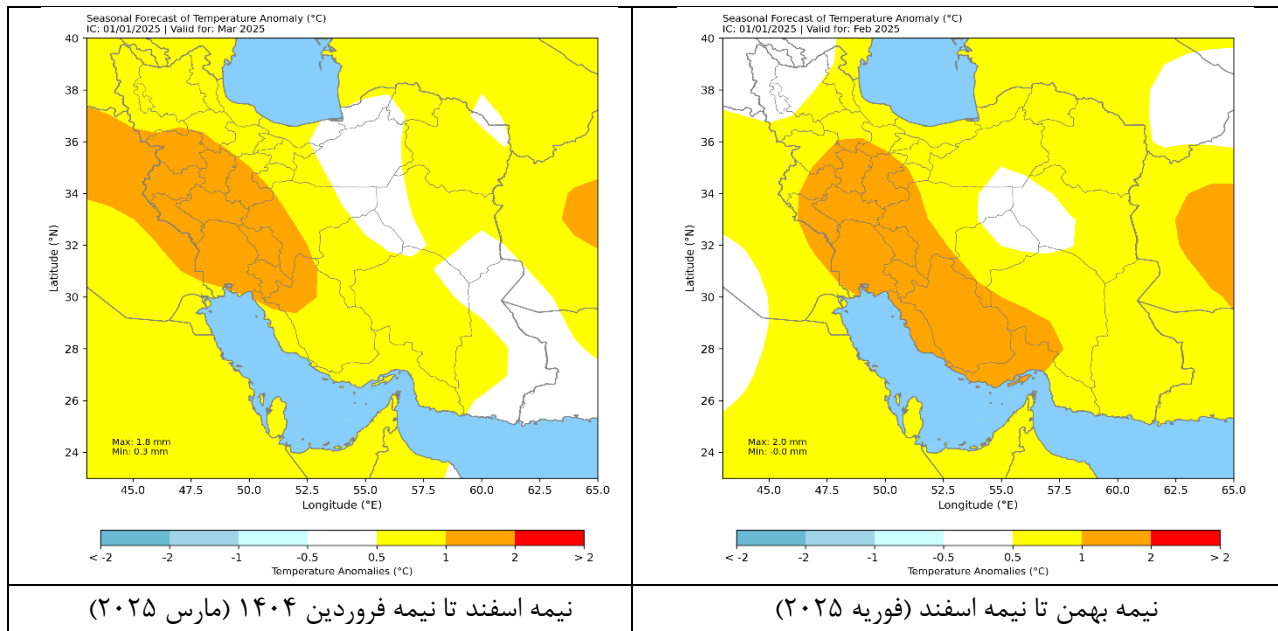 Seasonal Forecast of Temperature Anomaly (°C)
IC: 01/01/2025 | Valid for: Mar 2025
40
38
36
34
32
30
28
26
24
Latitude (°N)
Max: 1.8 mm
Min: 0.3 mm
45.0 47.5 50.0 52.5 55.0 57.5 60.0 62.5 65.0
Longitude (°E)
< -2 -2 -1 -0.5 0.5 1 2 > 2
Temperature Anomalies (°C)
نیمه اسفند تا نیمه فروردین ۱۴۰۴ (مارس ۲۰۲۵)
Seasonal Forecast of Temperature Anomaly (°C)
IC: 01/01/2025 | Valid for: Feb 2025
40
38
36
34
32
30
28
26
24
Latitude (°N)
Max: 2.0 mm
Min: -0.0 mm
45.0 47.5 50.0 52.5 55.0 57.5 60.0 62.5 65.0
Longitude (°E)
< -2 -2 -1 -0.5 0.5 1 2 > 2
Temperature Anomalies (°C)
نیمه بهمن تا نیمه اسفند (فوریه ۲۰۲۵)